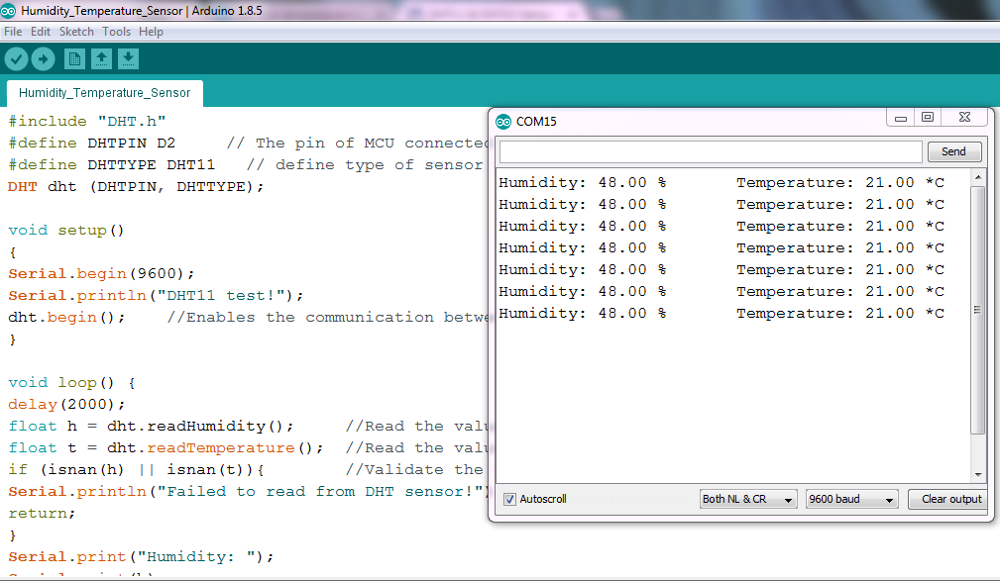 Humidity_Temperature_Sensor | Arduino 1.8.5
File Edit Sketch Tools Help
Humidity_Temperature_Sensor
#include "DHT.h"
#define DHTPIN D2 // The pin of MCU connected
#define DHTTYPE DHT11 // define type of sensor
DHT dht (DHTPIN, DHTTYPE);
void setup()
{
Serial.begin(9600);
Serial.println("DHT11 test!");
dht.begin(); //Enables the communication betwe
}
void loop() {
delay(2000);
float h = dht.readHumidity(); //Read the valu
float t = dht.readTemperature(); //Read the valu
if (isnan(h) || isnan(t)){ //Validate the
Serial.println("Failed to read from DHT sensor!")
return;
}
Serial.print("Humidity: ");
COM15
Send
Humidity: 48.00 % Temperature: 21.00 *C
Humidity: 48.00 % Temperature: 21.00 *C
Humidity: 48.00 % Temperature: 21.00 *C
Humidity: 48.00 % Temperature: 21.00 *C
Humidity: 48.00 % Temperature: 21.00 *C
Humidity: 48.00 % Temperature: 21.00 *C
Humidity: 48.00 % Temperature: 21.00 *C
Autoscroll
Both NL & CR
9600 baud
Clear output